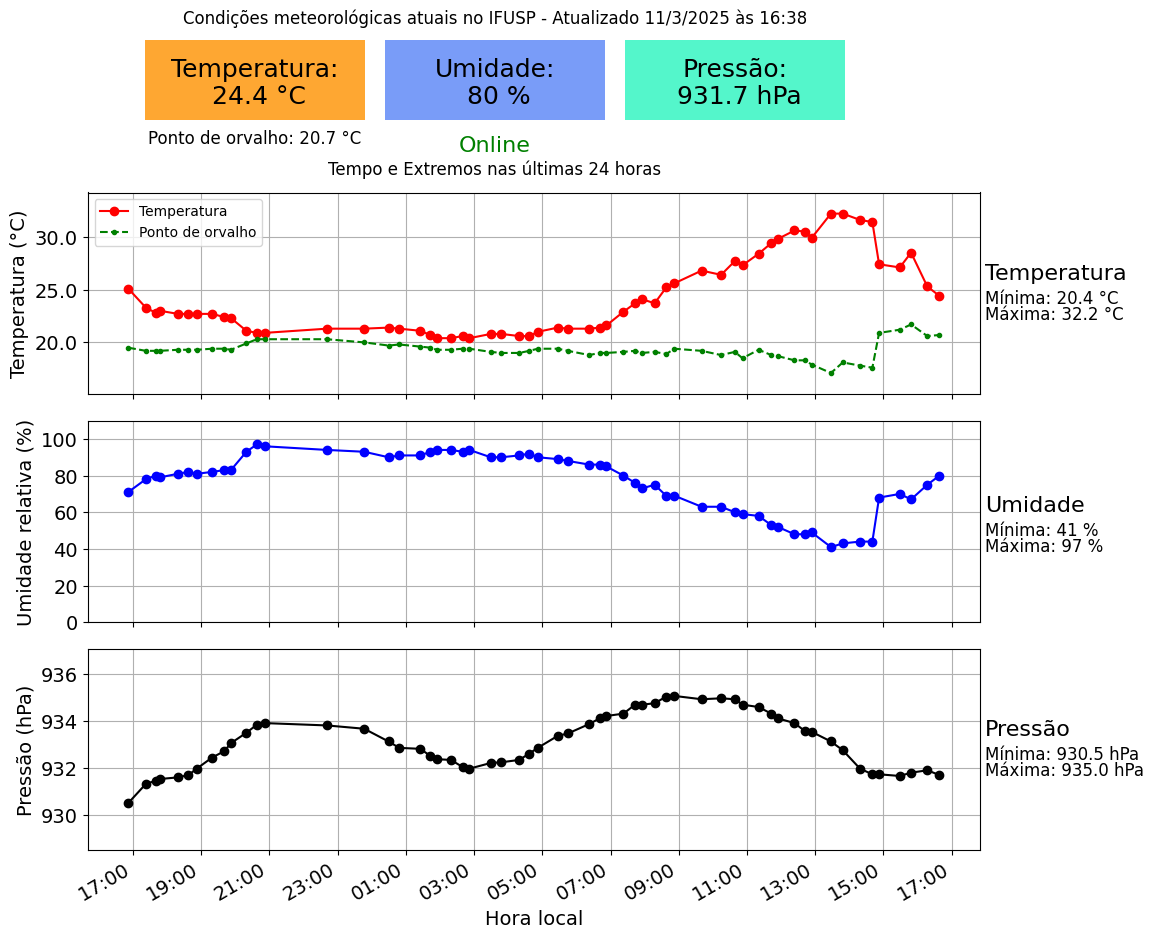 Condições meteorológicas atuais no IFUSP - Atualizado 11/3/2025 às 16:38
Temperatura:
24.4 °C
Umidade:
80 %
Pressão:
931.7 hPa
Ponto de orvalho: 20.7 °C
Online
Tempo e Extremos nas últimas 24 horas
Temperatura (°C)
30.0
25.0
20.0
Temperatura
Ponto de orvalho
Temperatura
Mínima: 20.4 °C
Máxima: 32.2 °C
Umidade relativa (%)
100
80
60
40
20
0
Umidade
Mínima: 41 %
Máxima: 97 %
Pressão (hPa)
936
934
932
930
Pressão
Mínima: 930.5 hPa
Máxima: 935.0 hPa
17:00 19:00 21:00 23:00 01:00 03:00 05:00 07:00 09:00 11:00 13:00 15:00 17:00
Hora local